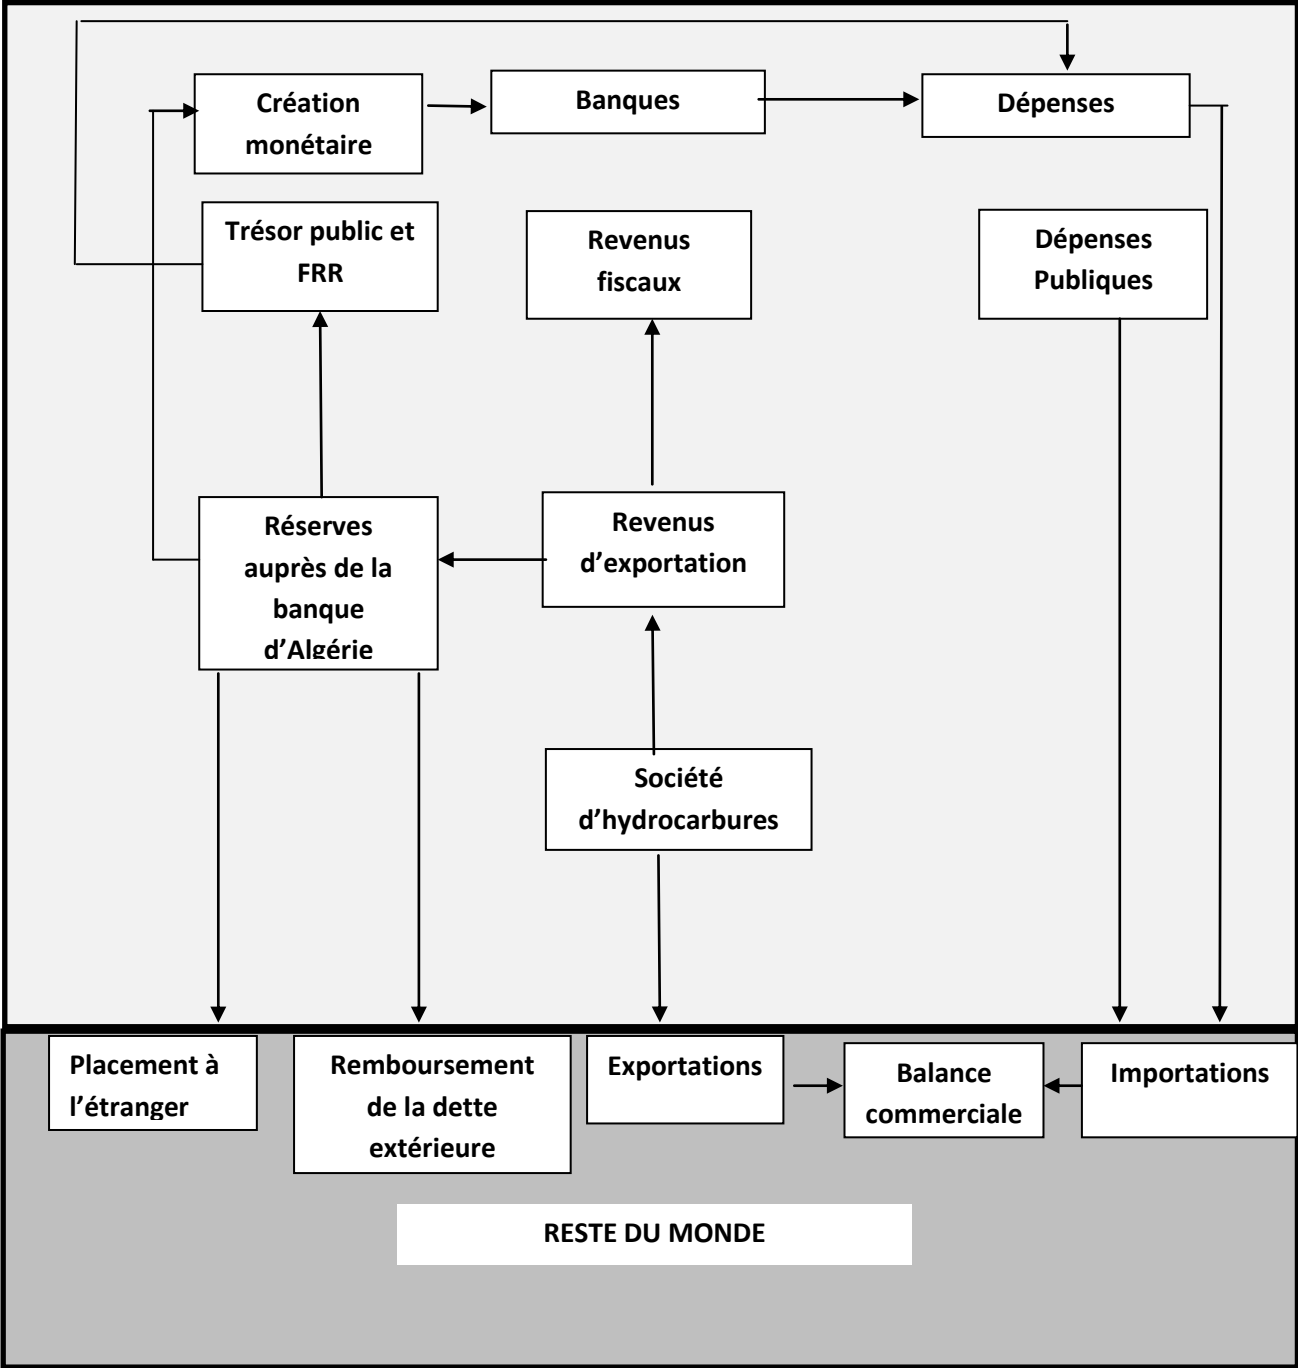 Création
monétaire
Banques
Dépenses
Trésor public et
FRR
Revenus
fiscaux
Dépenses
Publiques
Réserves
auprès de la
banque
d’Algérie
Revenus
d’exportation
Société
d’hydrocarbures
Placement à
l’étranger
Remboursement
de la dette
extérieure
Exportations
Balance
commerciale
Importations
RESTE DU MONDE